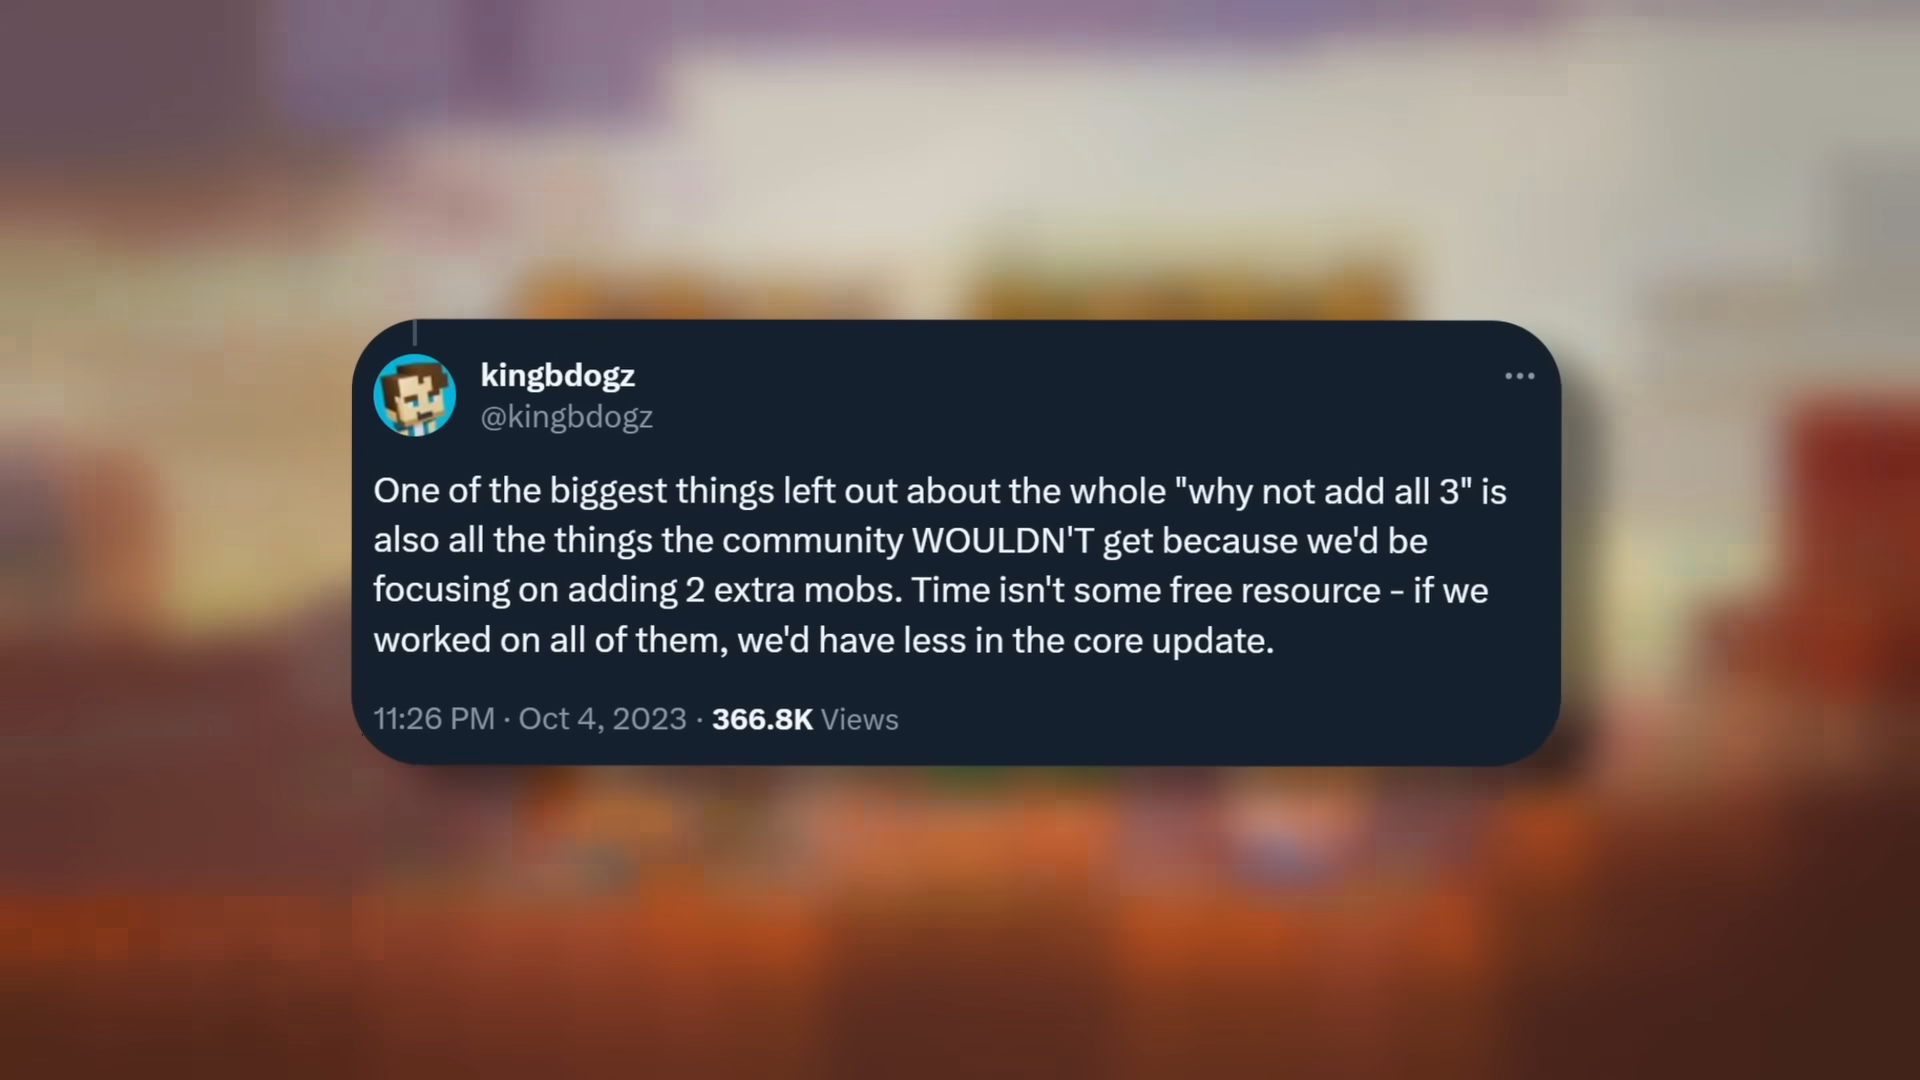 kingbdogz
@kingbdogz
One of the biggest things left out about the whole "why not add all 3" is
also all the things the community WOULDN'T get because we'd be
focusing on adding 2 extra mobs. Time isn't some free resource - if we
worked on all of them, we'd have less in the core update.
11:26 PM · Oct 4, 2023 · 366.8K Views